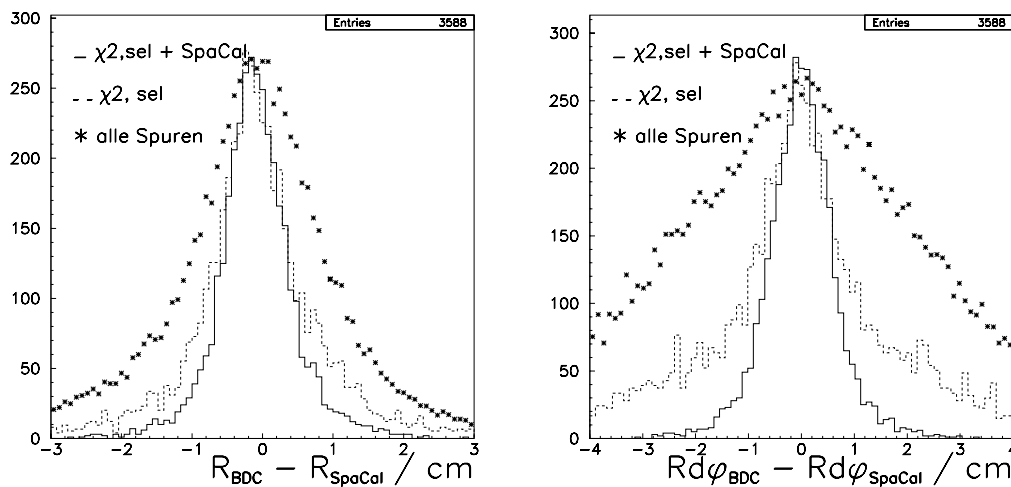 Entries 3588
χ2,sel + SpaCal
χ2, sel
* alle Spuren
300
250
200
150
100
50
0
−3 −2 −1 0 1 2 3
R_BDC − R_SpaCal / cm
Entries 3588
χ2,sel + SpaCal
χ2, sel
* alle Spuren
300
250
200
150
100
50
0
−4 −3 −2 −1 0 1 2 3 4
Rdφ_BDC − Rdφ_SpaCal / cm